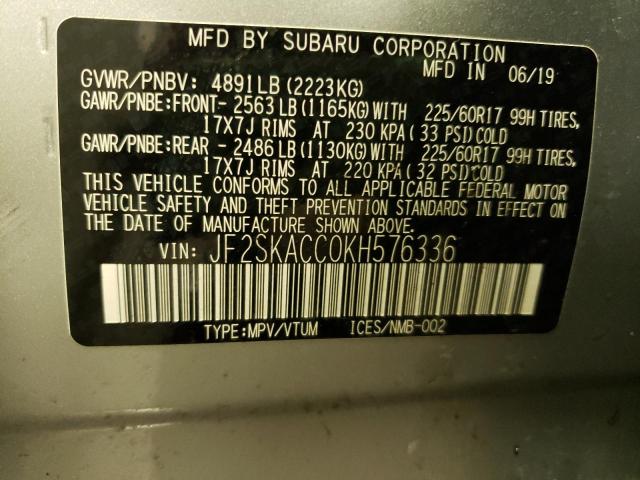 MFD BY SUBARU CORPORATION
MFD IN 06/19
GVWR/PNBV: 4891LB (2223KG)
GAWR/PNBE:FRONT-2563LB (1165KG)WITH 225/60R17 99H TIRES,
17X7J RIMS AT 230 KPA (33 PSI)COLD
GAWR/PNBE:REAR -2486LB (1130KG)WITH 225/60R17 99H TIRES,
17X7J RIMS AT 220 KPA (32 PSI)COLD
THIS VEHICLE CONFORMS TO ALL APPLICABLE FEDERAL MOTOR
VEHICLE SAFETY AND THEFT PREVENTION STANDARDS IN EFFECT ON
THE DATE OF MANUFACTURE SHOWN ABOVE.
VIN: JF2SKACC0KH576336
TYPE:MPV/VTUM ICES/NMB-002